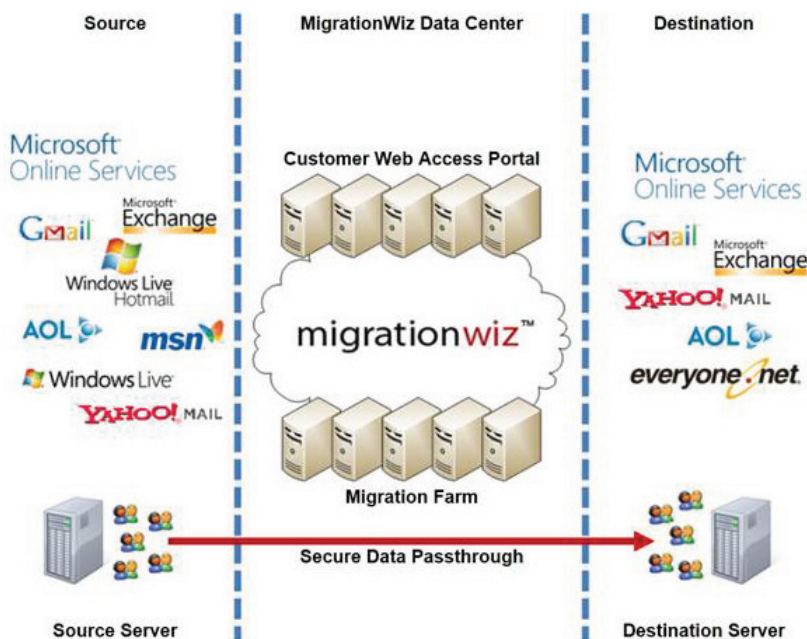 Source
MigrationWiz Data Center
Destination
Microsoft®
Online Services
Gmail
Microsoft®
Exchange
Windows Live™
Hotmail
AOL
msn
Windows Live™
YAHOO! MAIL
Customer Web Access Portal
migrationwiz™
Migration Farm
Microsoft®
Online Services
Gmail
Microsoft®
Exchange
YAHOO! MAIL
AOL
everyone.net
Secure Data Passthrough
Source Server
Destination Server